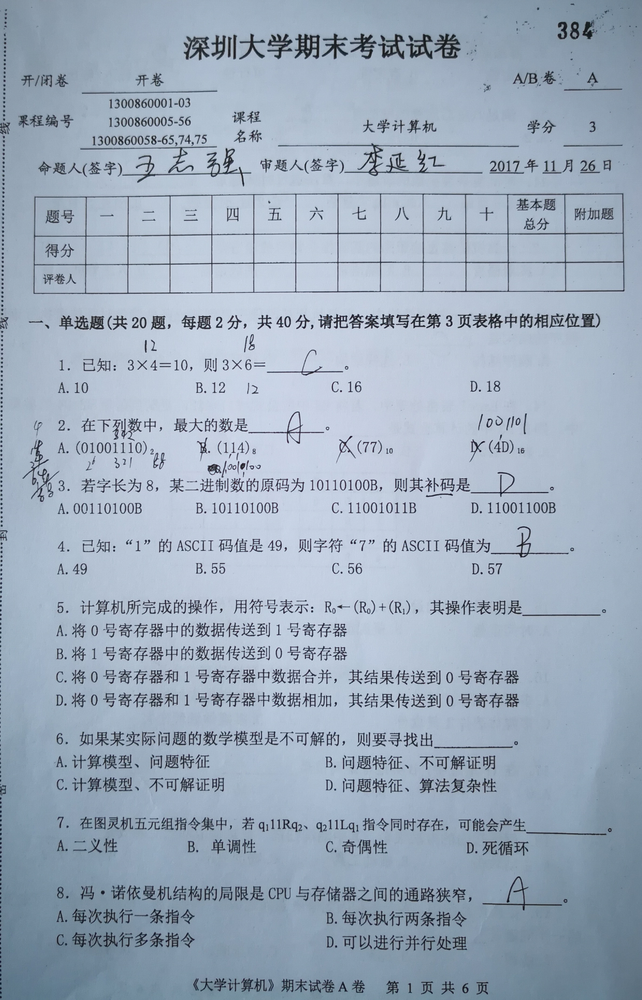 384
深圳大学期末考试试卷
开/闭卷 开卷 A/B 卷 A
1300860001-03
课程编号 1300860005-56 课程名称 大学计算机 学分 3
1300860058-65,74,75
命题人(签字) 王志强 审题人(签字) 李延红 2017 年 11 月 26 日
题号 一 二 三 四 五 六 七 八 九 十 基本题总分 附加题
得分
评卷人
一、单选题(共 20 题，每题 2 分，共 40 分,请把答案填写在第 3 页表格中的相应位置)
12 18
1. 已知：3×4=10，则 3×6= C 。
A.10 B.12 12 C.16 D.18
1001101
2. 在下列数中，最大的数是 A 。
A.(01001110)₂ B.(114)₈ C.(77)₁₀ D.(4D)₁₆
3. 若字长为 8，某二进制数的原码为 10110100B，则其补码是 D 。
A.00110100B B.10110100B C.11001011B D.11001100B
4. 已知：“1”的 ASCII 码值是 49，则字符“7”的 ASCII 码值为 B 。
A.49 B.55 C.56 D.57
5. 计算机所完成的操作，用符号表示：R₀←(R₀)+(R₁)，其操作表明是 。
A.将 0 号寄存器中的数据传送到 1 号寄存器
B.将 1 号寄存器中的数据传送到 0 号寄存器
C.将 0 号寄存器和 1 号寄存器中数据合并，其结果传送到 0 号寄存器
D.将 0 号寄存器和 1 号寄存器中数据相加，其结果传送到 0 号寄存器
6. 如果某实际问题的数学模型是不可解的，则要寻找出 。
A.计算模型、问题特征 B.问题特征、不可解证明
C.计算模型、不可解证明 D.问题特征、算法复杂性
7. 在图灵机五元组指令集中，若 q₁11Rq₂、q₂11Lq₁ 指令同时存在，可能会产生 。
A.二义性 B. 单调性 C.奇偶性 D.死循环
8. 冯·诺依曼机结构的局限是 CPU 与存储器之间的通路狭窄， A 。
A.每次执行一条指令 B.每次执行两条指令
C.每次执行多条指令 D.可以进行并行处理
《大学计算机》期末试卷 A 卷 第 1 页 共 6 页
线
线
封
密